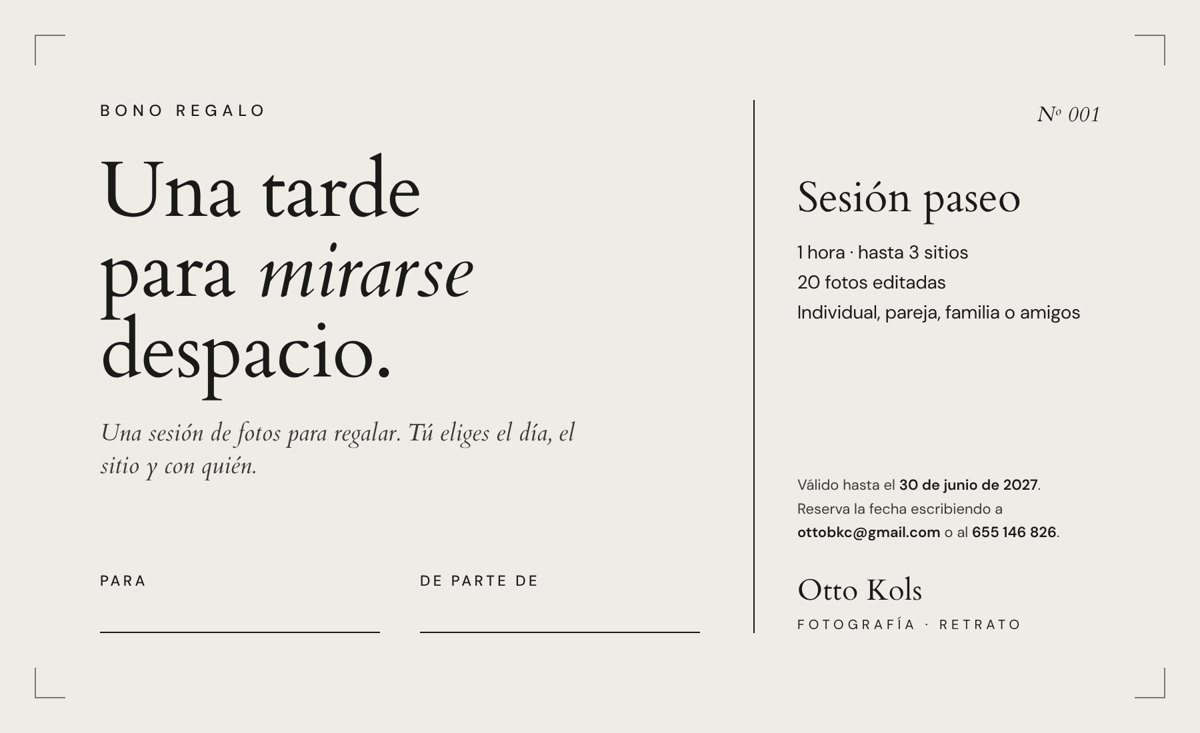 BONO REGALO
Una tarde
para mirarse
despacio.
Una sesión de fotos para regalar. Tú eliges el día, el
sitio y con quién.
PARA
DE PARTE DE
Nº 001
Sesión paseo
1 hora · hasta 3 sitios
20 fotos editadas
Individual, pareja, familia o amigos
Válido hasta el 30 de junio de 2027.
Reserva la fecha escribiendo a
ottobkc@gmail.com o al 655 146 826.
Otto Kols
FOTOGRAFÍA · RETRATO